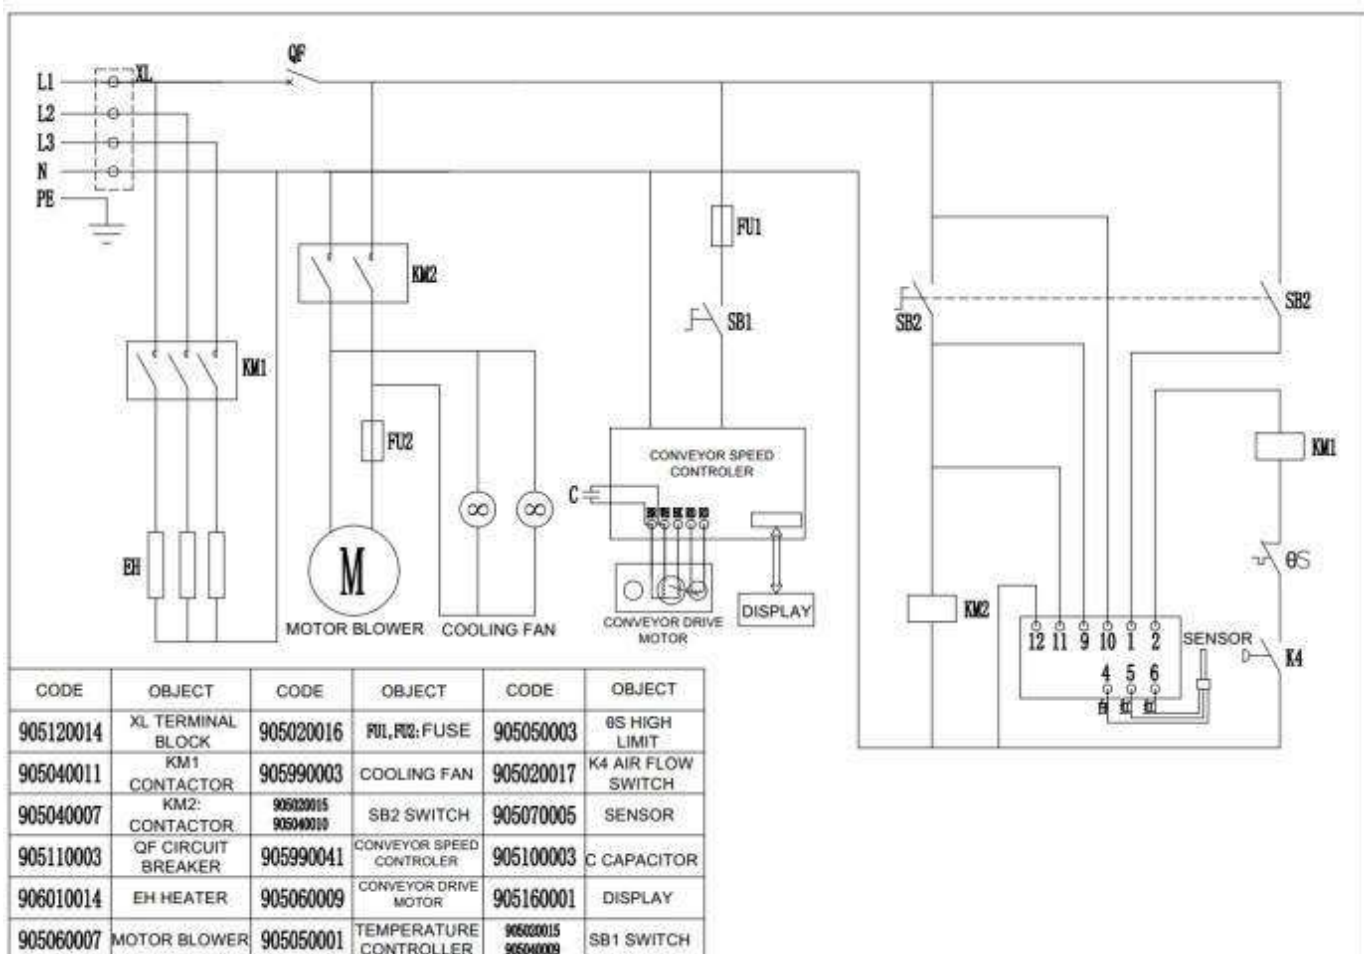 QF
L1
XL
L2
L3
N
PE
FU1
KM2
SB2
SB1
SB2
KM1
FU2
CONVEYOR SPEED
CONTROLER
KM1
C
EH
M
θS
DISPLAY
KM2
MOTOR BLOWER
COOLING FAN
CONVEYOR DRIVE
MOTOR
12 11 9 10 1 2
SENSOR
K4
4 5 6
CODE OBJECT CODE OBJECT CODE OBJECT
905120014 XL TERMINAL BLOCK 905020016 FU1,FU2:FUSE 905050003 θS HIGH LIMIT
905040011 KM1 CONTACTOR 905990003 COOLING FAN 905020017 K4 AIR FLOW SWITCH
905040007 KM2: CONTACTOR 905020015 905040010 SB2 SWITCH 905070005 SENSOR
905110003 QF CIRCUIT BREAKER 905990041 CONVEYOR SPEED CONTROLER 905100003 C CAPACITOR
906010014 EH HEATER 905060009 CONVEYOR DRIVE MOTOR 905160001 DISPLAY
905060007 MOTOR BLOWER 905050001 TEMPERATURE CONTROLLER 905020015 905040009 SB1 SWITCH